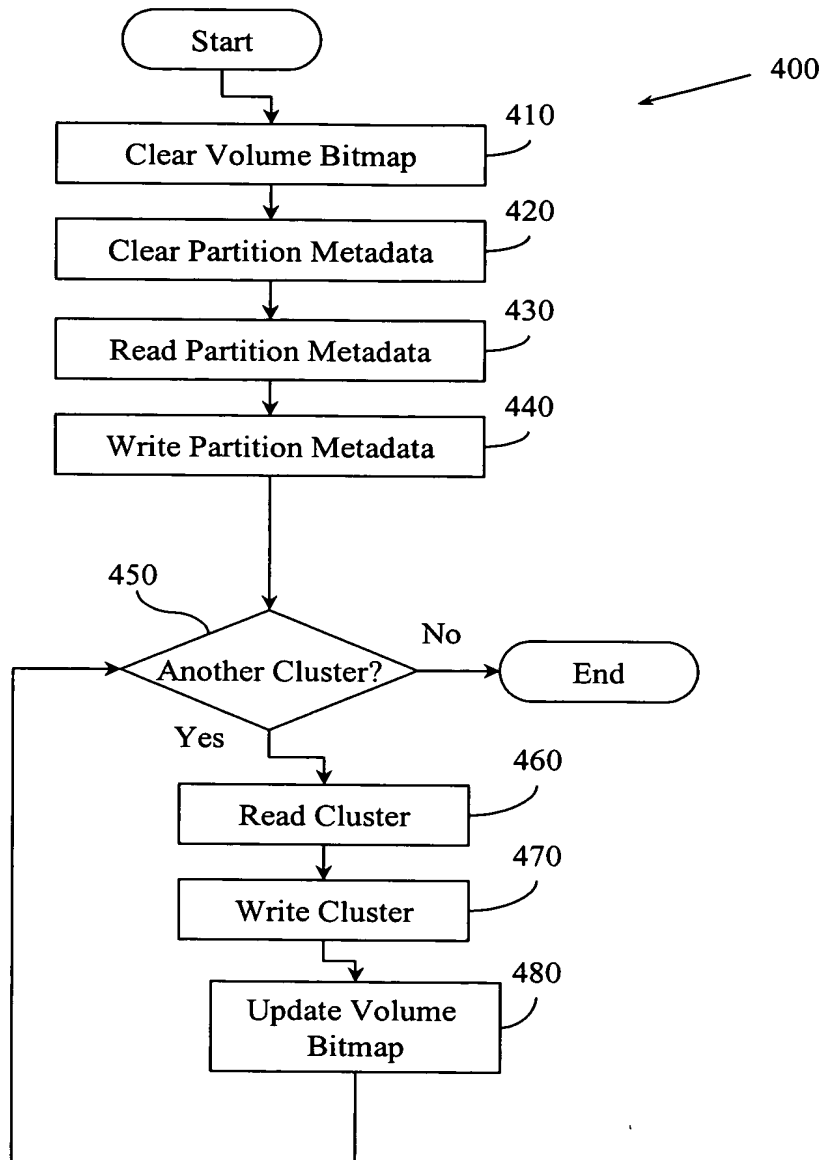 Start
400
410
Clear Volume Bitmap
420
Clear Partition Metadata
430
Read Partition Metadata
440
Write Partition Metadata
450
No
Another Cluster?
End
Yes
460
Read Cluster
470
Write Cluster
480
Update Volume
Bitmap